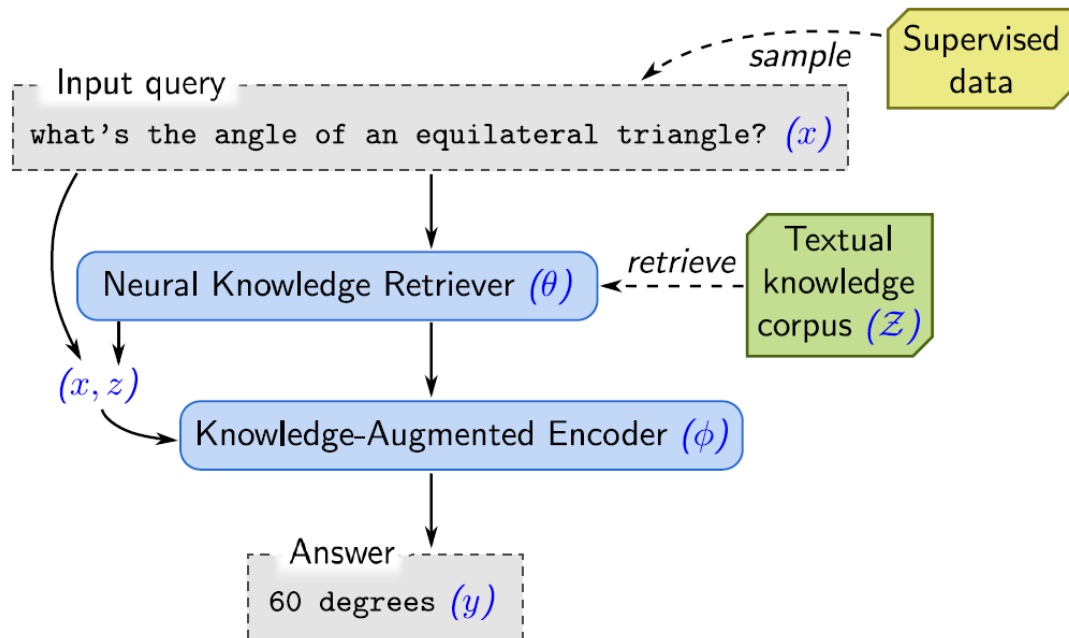 Supervised
data
sample
Input query
what's the angle of an equilateral triangle? (x)
Textual
knowledge
corpus (𝒵)
retrieve
Neural Knowledge Retriever (θ)
(x, z)
Knowledge-Augmented Encoder (ϕ)
Answer
60 degrees (y)